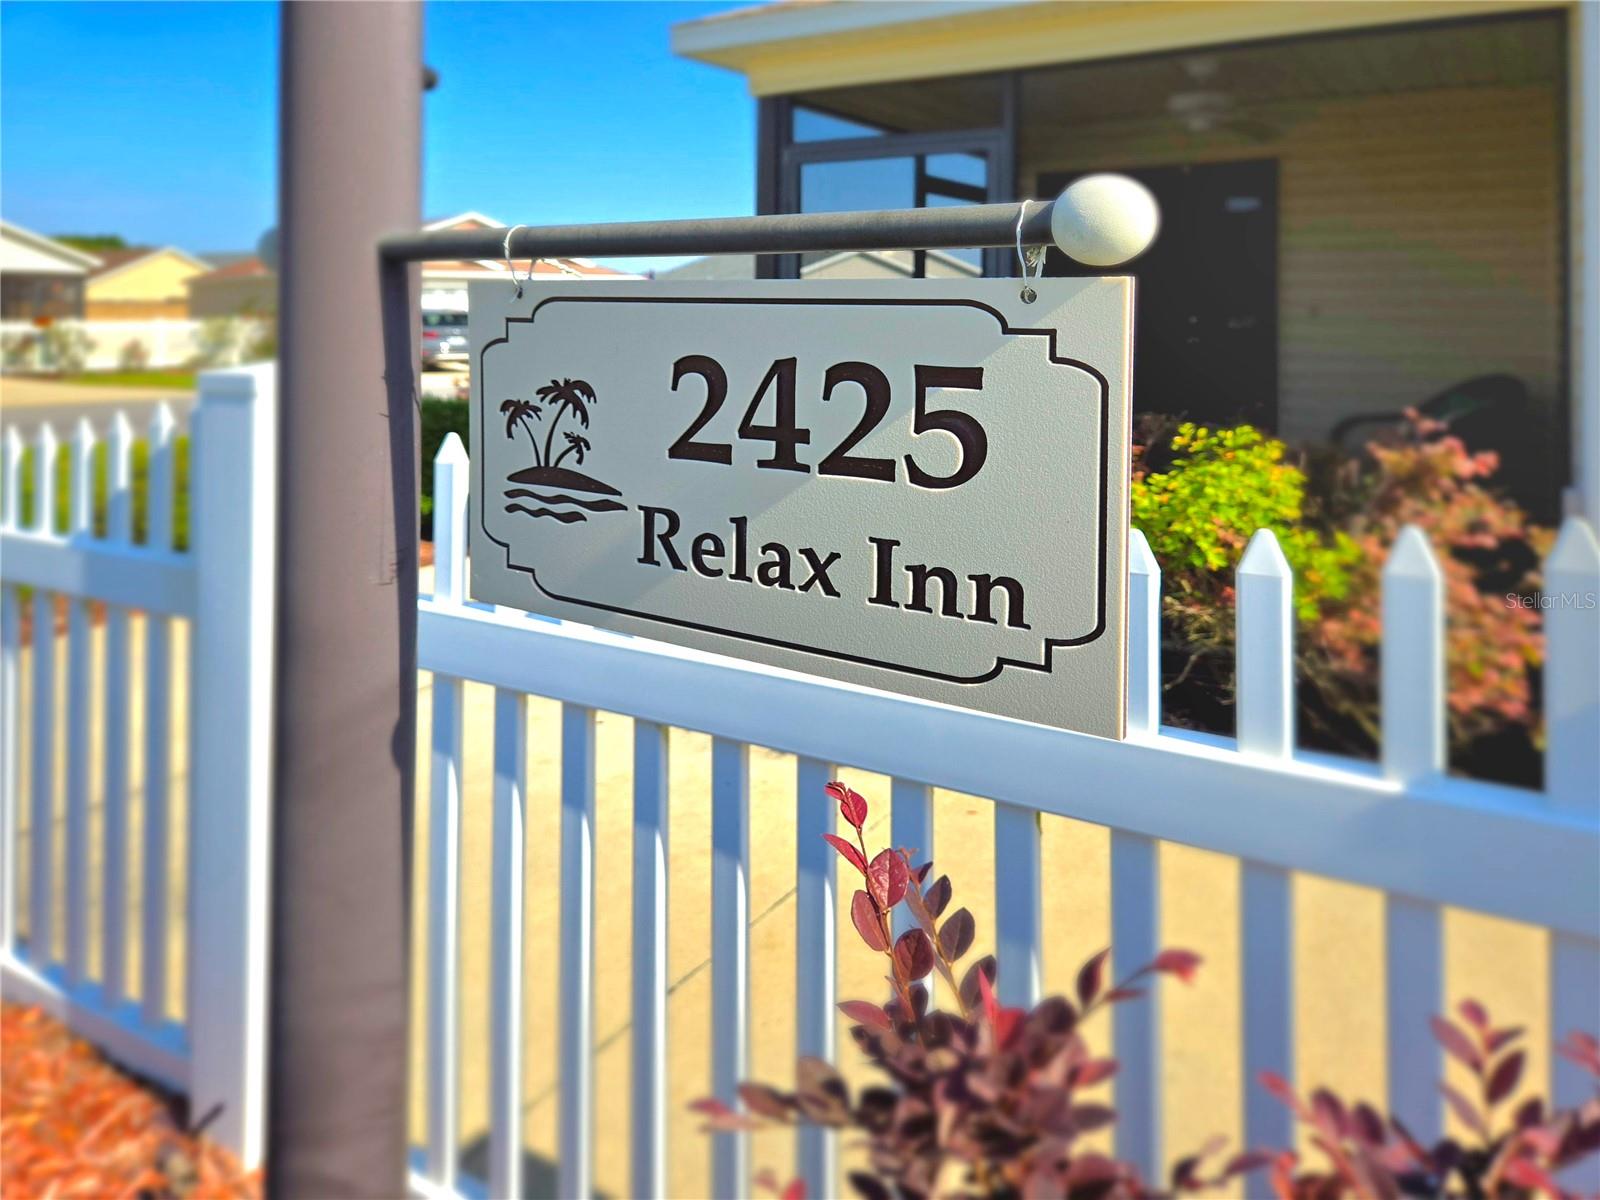 2425
Relax Inn
StellarMLS